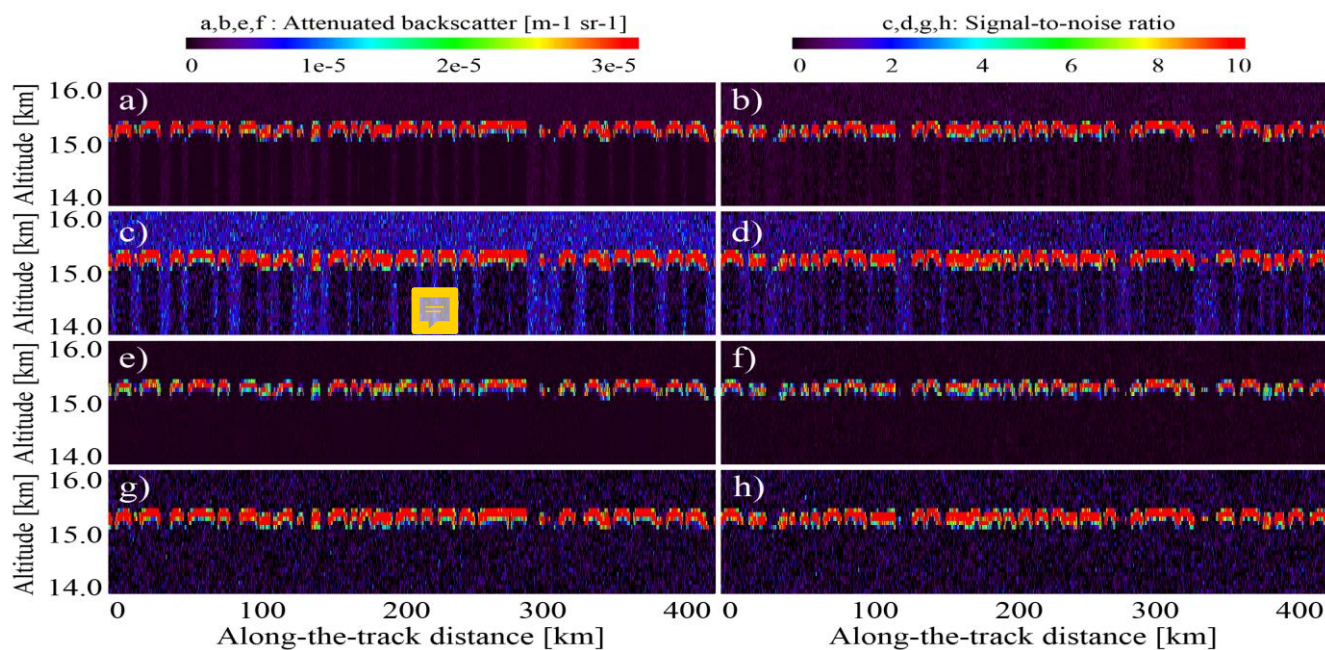 a,b,e,f : Attenuated backscatter [m-1 sr-1]
c,d,g,h: Signal-to-noise ratio
0 1e-5 2e-5 3e-5
0 2 4 6 8 10
16.0
15.0
14.0
Altitude [km]
a)
b)
16.0
15.0
14.0
Altitude [km]
c)
d)
16.0
15.0
14.0
Altitude [km]
e)
f)
16.0
15.0
14.0
Altitude [km]
g)
h)
0 100 200 300 400
0 100 200 300 400
Along-the-track distance [km]
Along-the-track distance [km]